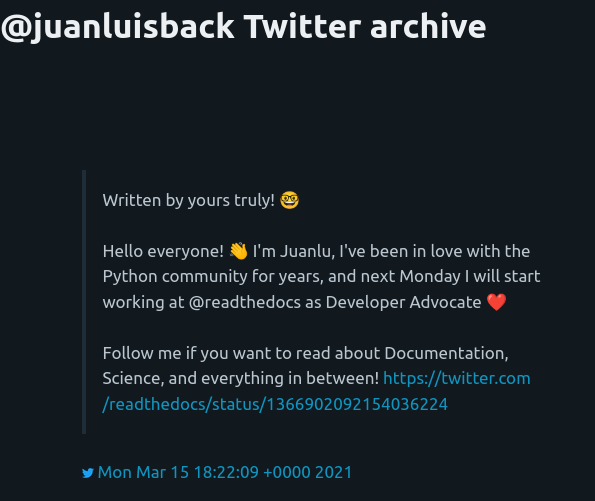 @juanluisback Twitter archive
Written by yours truly! 🤓
Hello everyone! 👋 I'm Juanlu, I've been in love with the
Python community for years, and next Monday I will start
working at @readthedocs as Developer Advocate ❤️
Follow me if you want to read about Documentation,
Science, and everything in between! https://twitter.com
/readthedocs/status/1366902092154036224
Mon Mar 15 18:22:09 +0000 2021